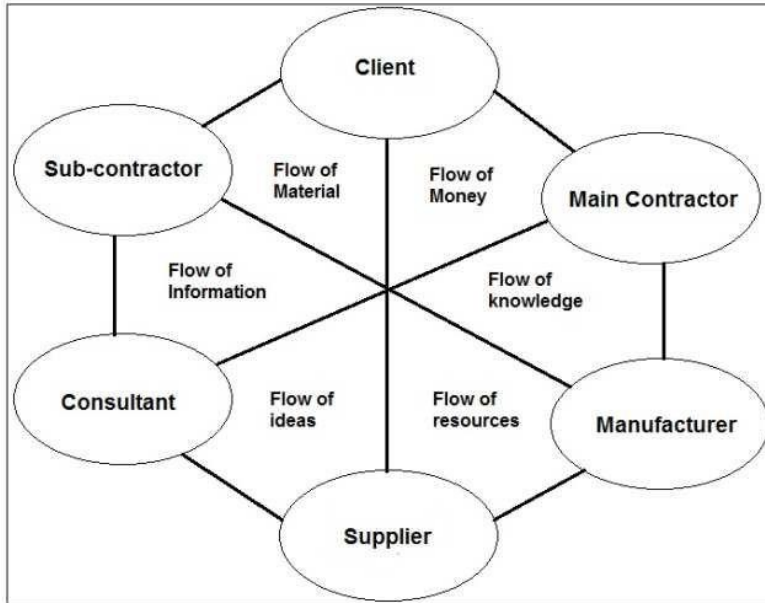 Client
Sub-contractor
Flow of
Material
Flow of
Money
Main Contractor
Flow of
Information
Flow of
knowledge
Consultant
Flow of
ideas
Flow of
resources
Manufacturer
Supplier